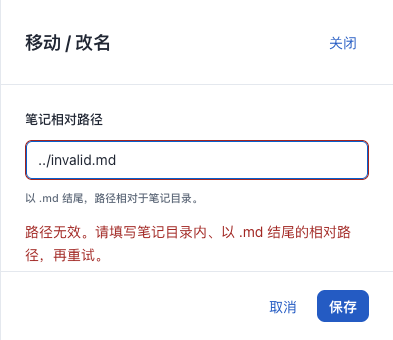 移动 / 改名
关闭
笔记相对路径
../invalid.md
以 .md 结尾，路径相对于笔记目录。
路径无效。请填写笔记目录内、以 .md 结尾的相对路
径，再重试。
取消
保存